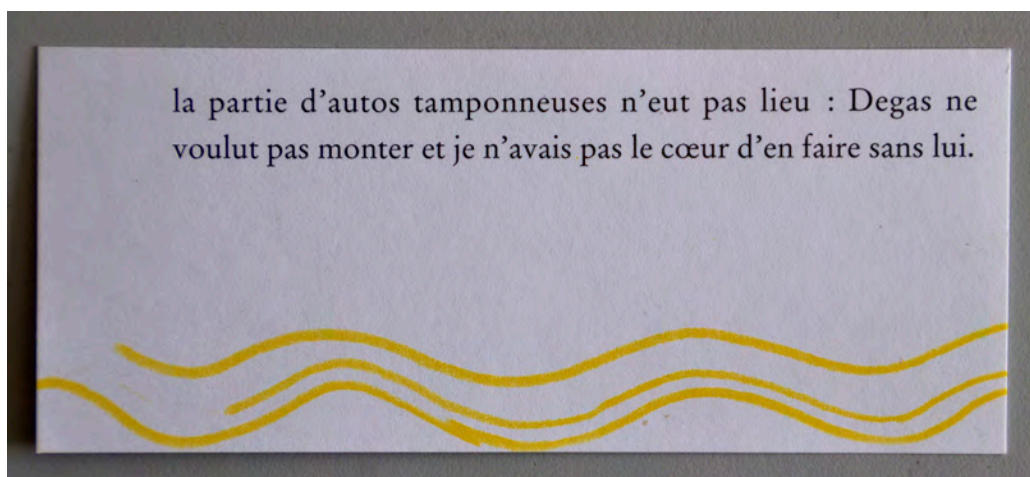 la partie d’autos tamponneuses n’eut pas lieu : Degas ne
voulut pas monter et je n’avais pas le cœur d’en faire sans lui.